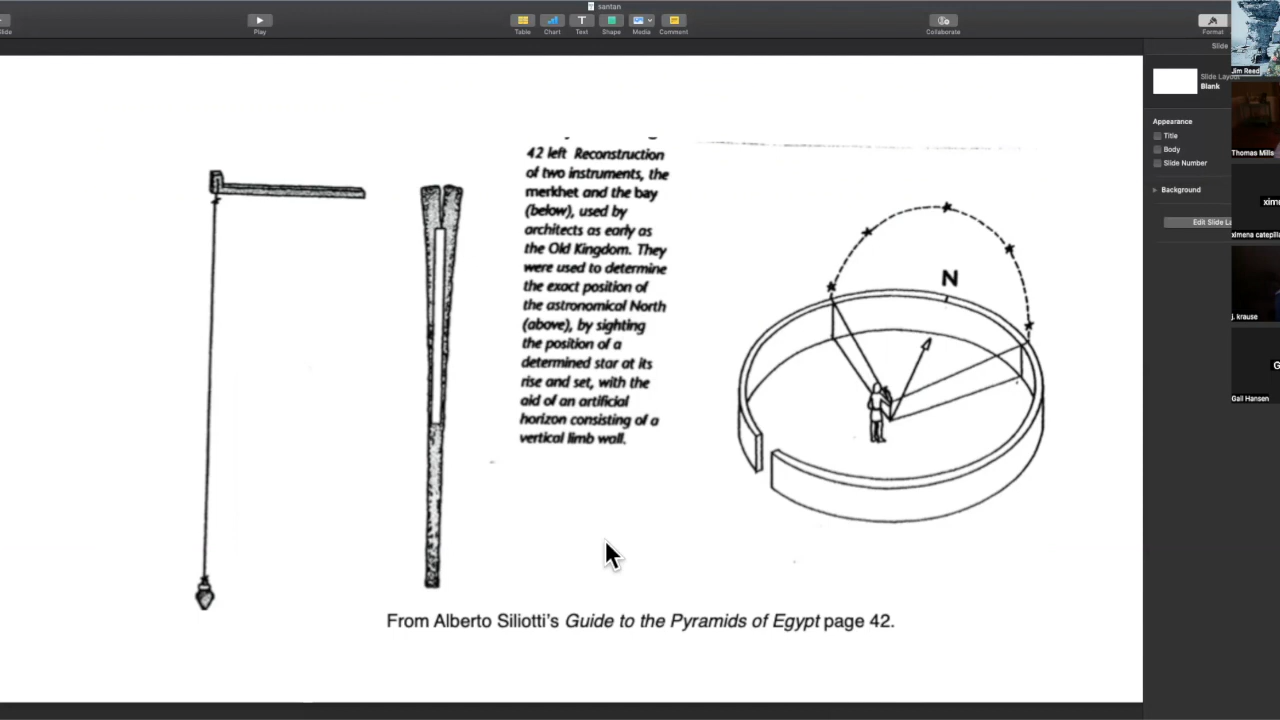 santan
Play
Table
Chart
Text
Shape
Media
Comment
Collaborate
Format
Slide
Slide Layout
Blank
Appearance
Title
Body
Slide Number
Background
Jim Reed
Thomas Mills
ximena
J. krause
G
Gail Hansen
42 left Reconstruction
of two instruments, the
merkhet and the bay
(below), used by
architects as early as
the Old Kingdom. They
were used to determine
the exact position of
the astronomical North
(above), by sighting
the position of a
determined star at its
rise and set, with the
aid of an artificial
horizon consisting of a
vertical limb wall.
N
From Alberto Siliotti's Guide to the Pyramids of Egypt page 42.